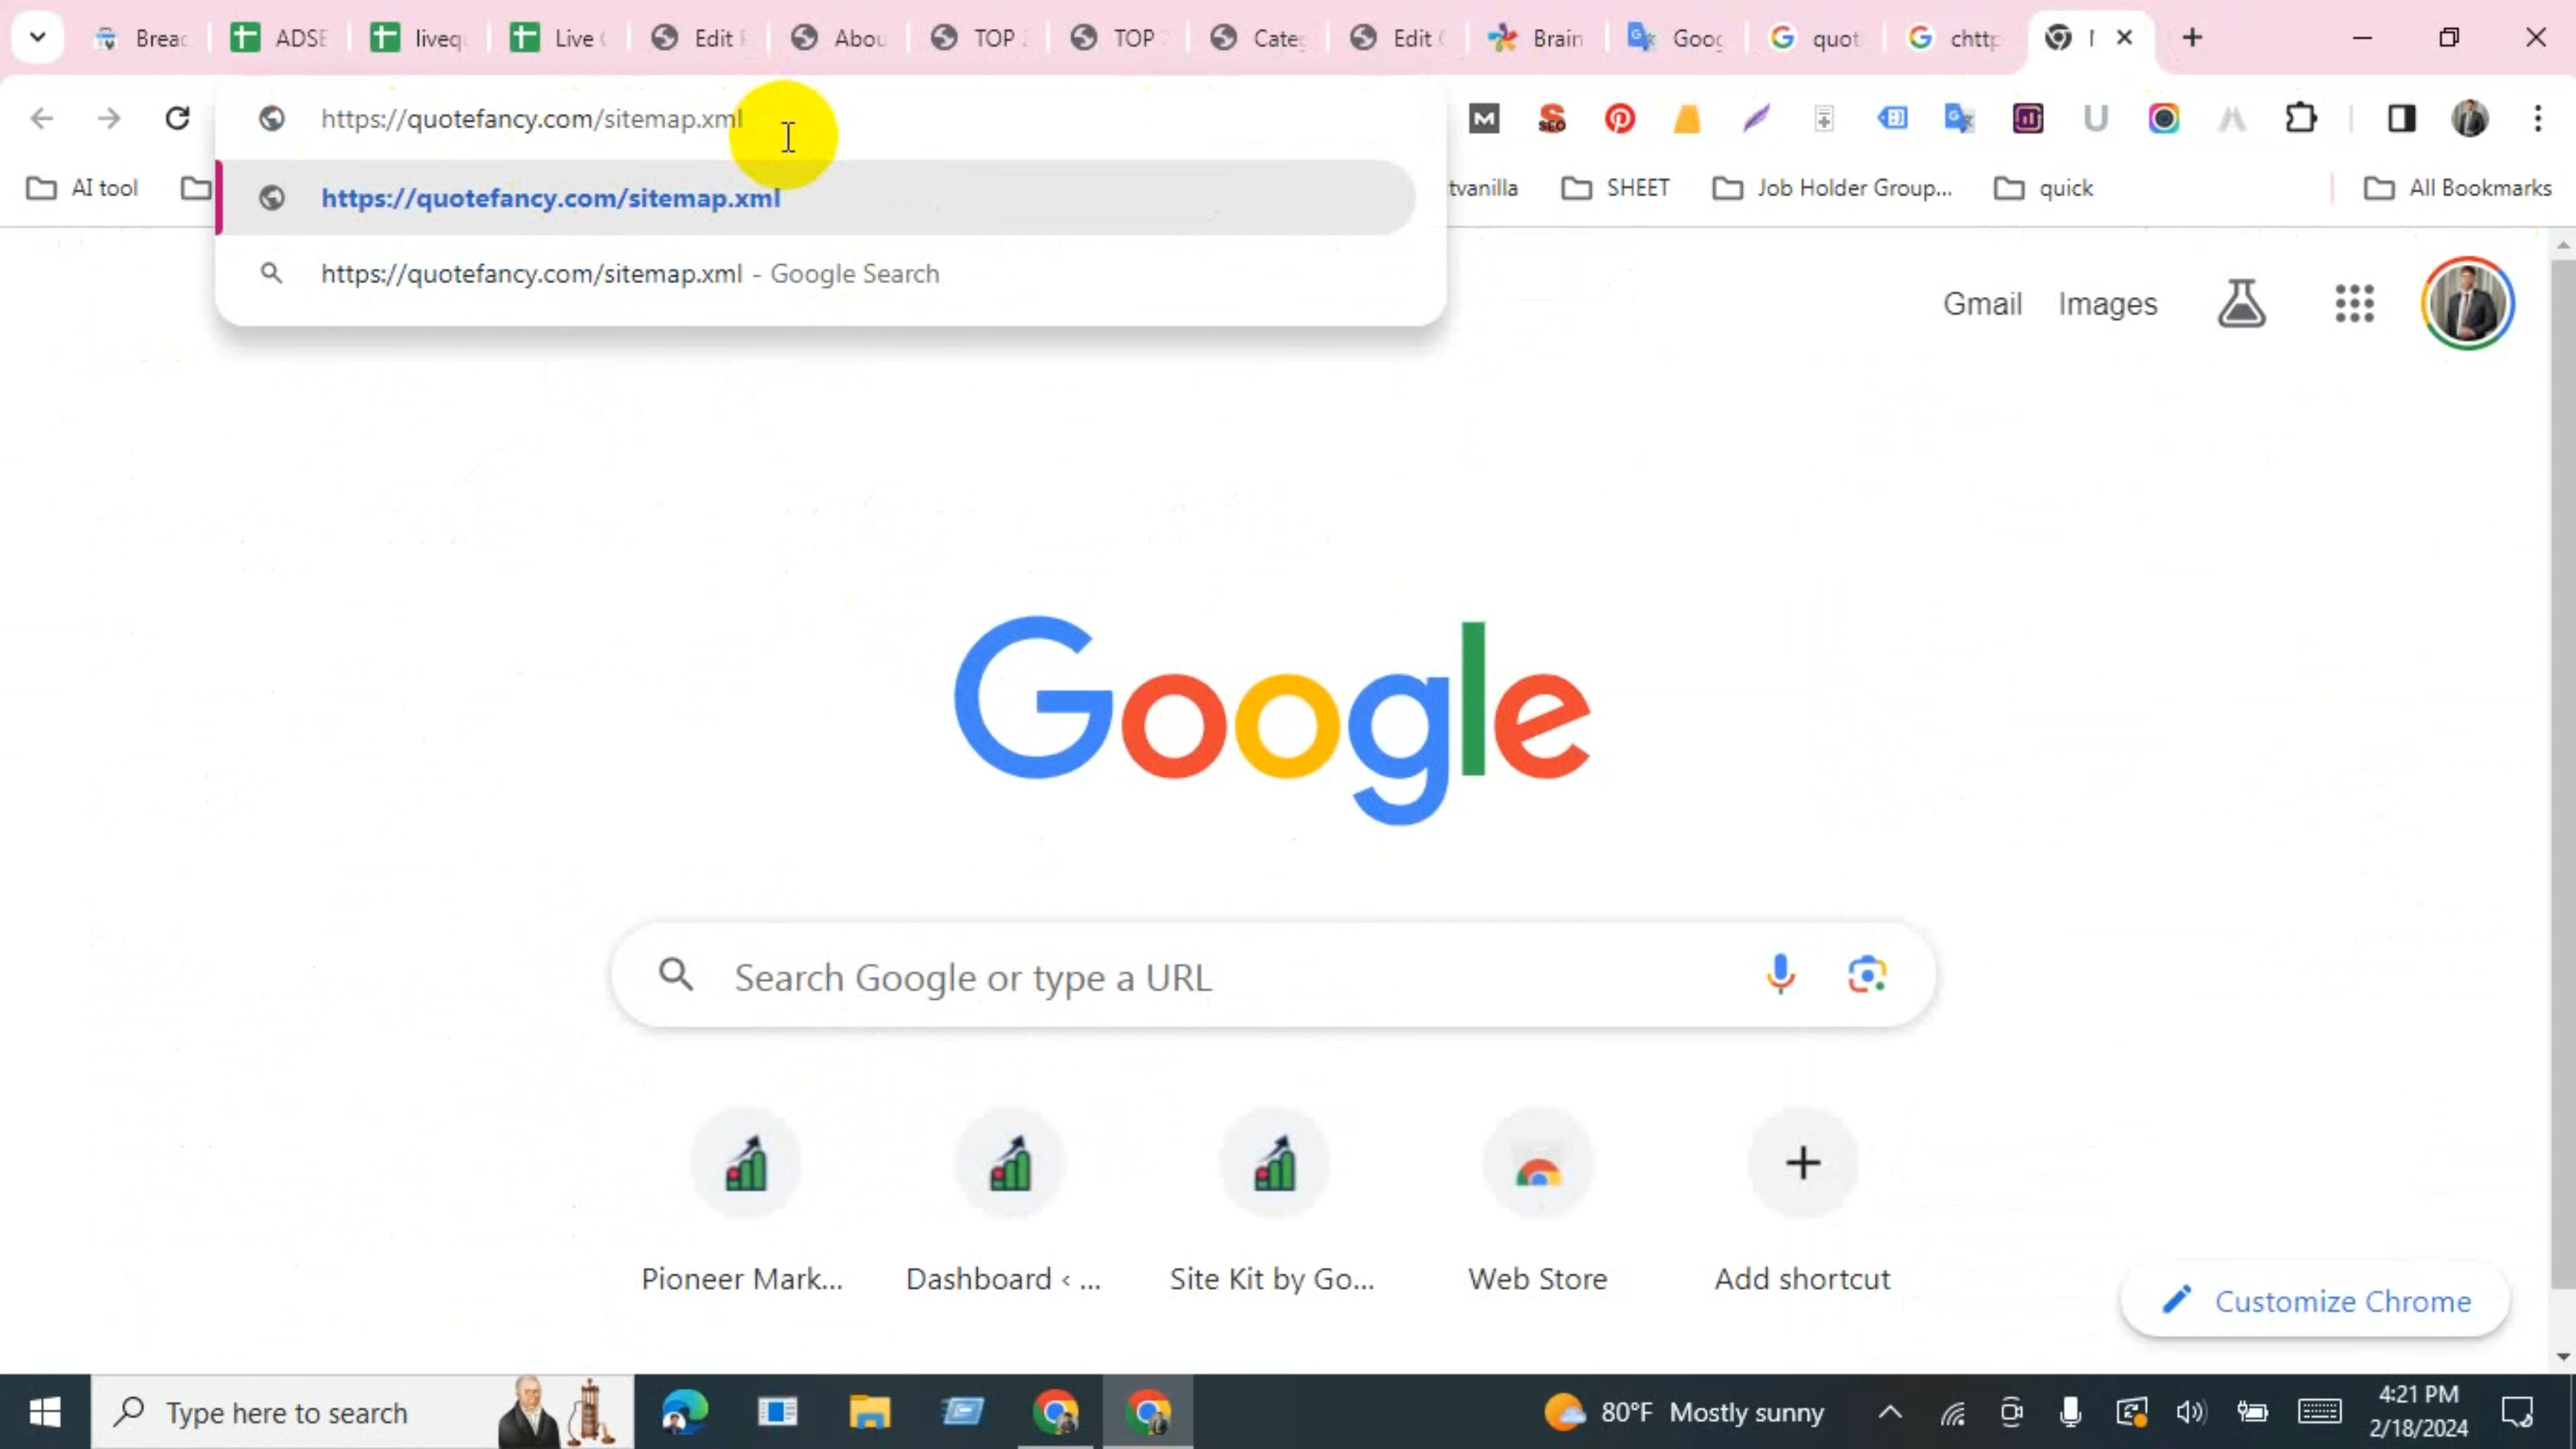 Breac
ADSE
liveq
Live
Edit
Abou
TOP
TOP
Cate
Edit
Brain
Goog
quot
chttp
https://quotefancy.com/sitemap.xml
M
SEO
U
AI tool
https://quotefancy.com/sitemap.xml
tvanilla
SHEET
Job Holder Group...
quick
All Bookmarks
https://quotefancy.com/sitemap.xml - Google Search
Gmail
Images
Google
Search Google or type a URL
Pioneer Mark...
Dashboard ‹ ...
Site Kit by Go...
Web Store
Add shortcut
Customize Chrome
Type here to search
80°F Mostly sunny
4:21 PM
2/18/2024